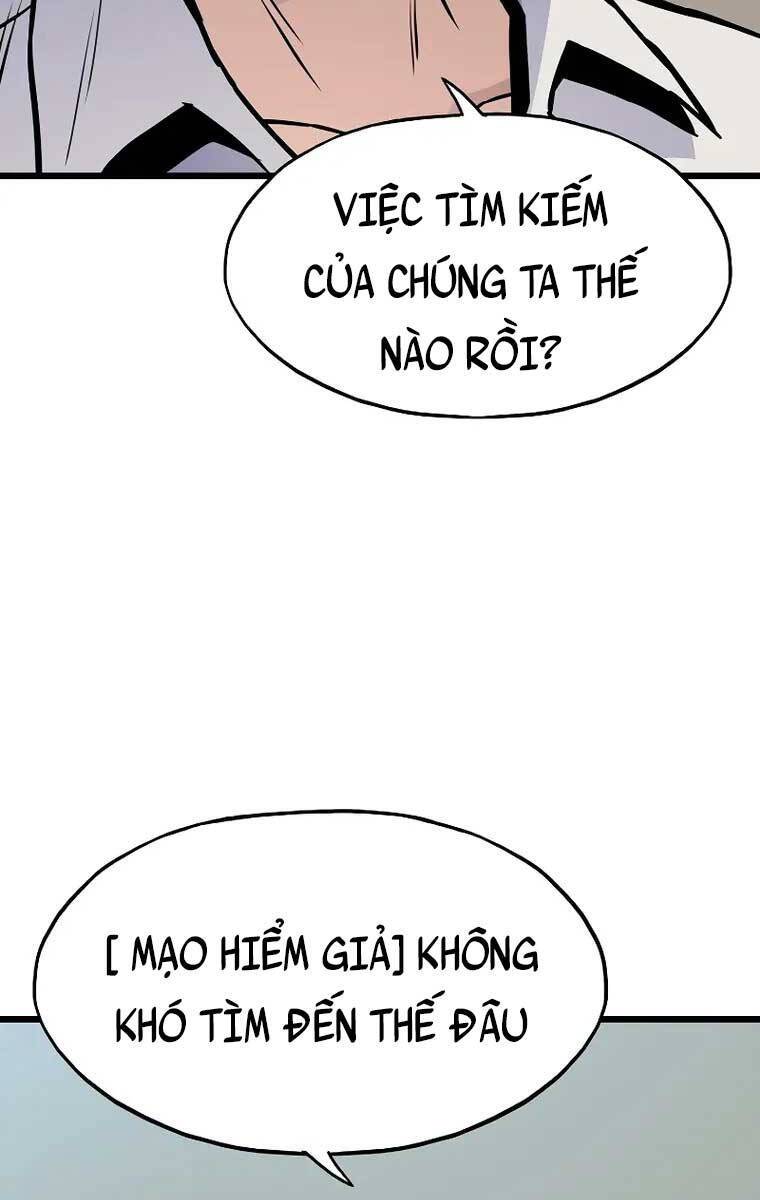 VIỆC TÌM KIẾM
CỦA CHÚNG TA THẾ
NÀO RỒI?
[ MẠO HIỂM GIẢ] KHÔNG
KHÓ TÌM ĐẾN THẾ ĐÂU